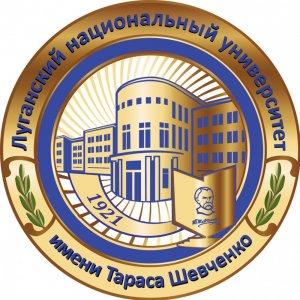 Луганский национальный университет
имени Тараса Шевченко
1921